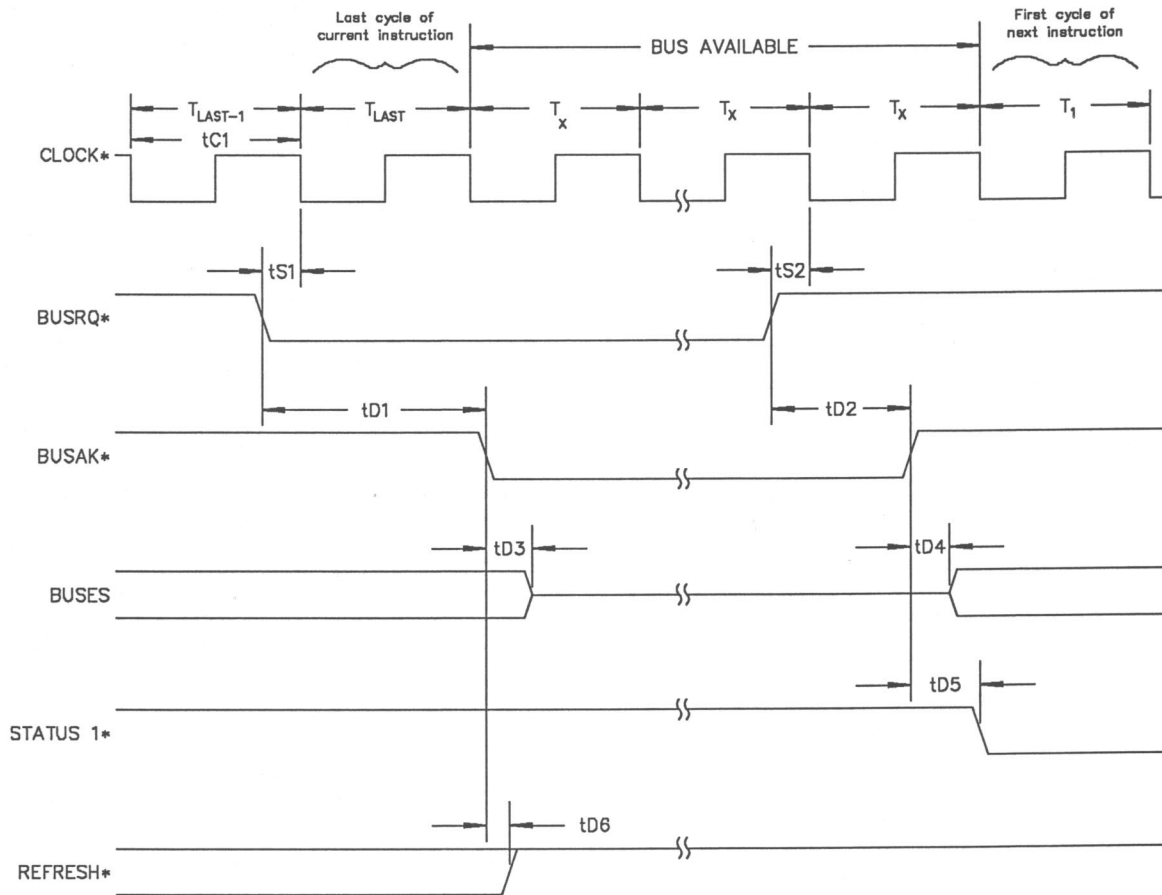 Last cycle of
current instruction
BUS AVAILABLE
First cycle of
next instruction
TLAST-1
TLAST
Tx
Tx
Tx
T1
tC1
CLOCK*
tS1
tS2
BUSRQ*
tD1
tD2
BUSAK*
tD3
tD4
BUSES
tD5
STATUS 1*
tD6
REFRESH*